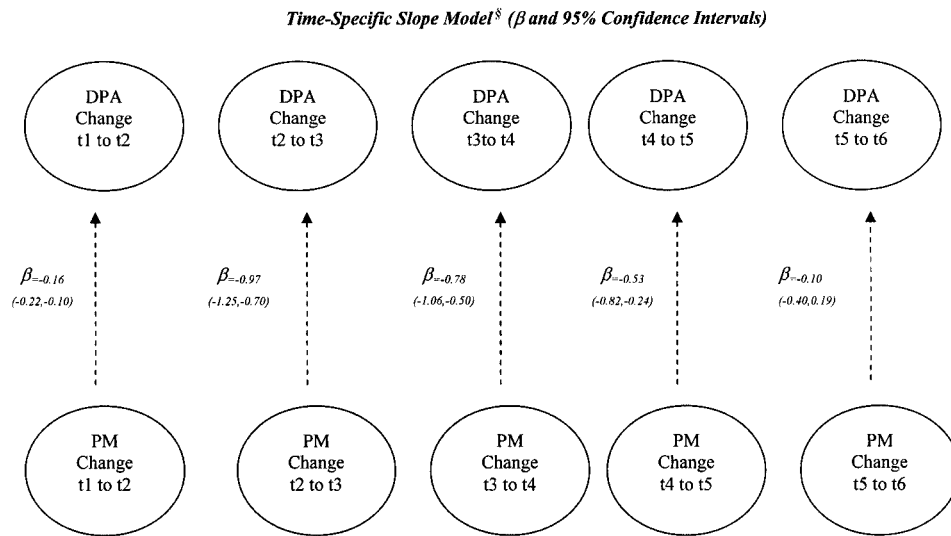 Time-Specific Slope Model§ (β and 95% Confidence Intervals)
DPA
Change
t1 to t2
DPA
Change
t2 to t3
DPA
Change
t3to t4
DPA
Change
t4 to t5
DPA
Change
t5 to t6
β=-0.16
(-0.22,-0.10)
β=-0.97
(-1.25,-0.70)
β=-0.78
(-1.06,-0.50)
β=-0.53
(-0.82,-0.24)
β=-0.10
(-0.40,0.19)
PM
Change
t1 to t2
PM
Change
t2 to t3
PM
Change
t3 to t4
PM
Change
t4 to t5
PM
Change
t5 to t6